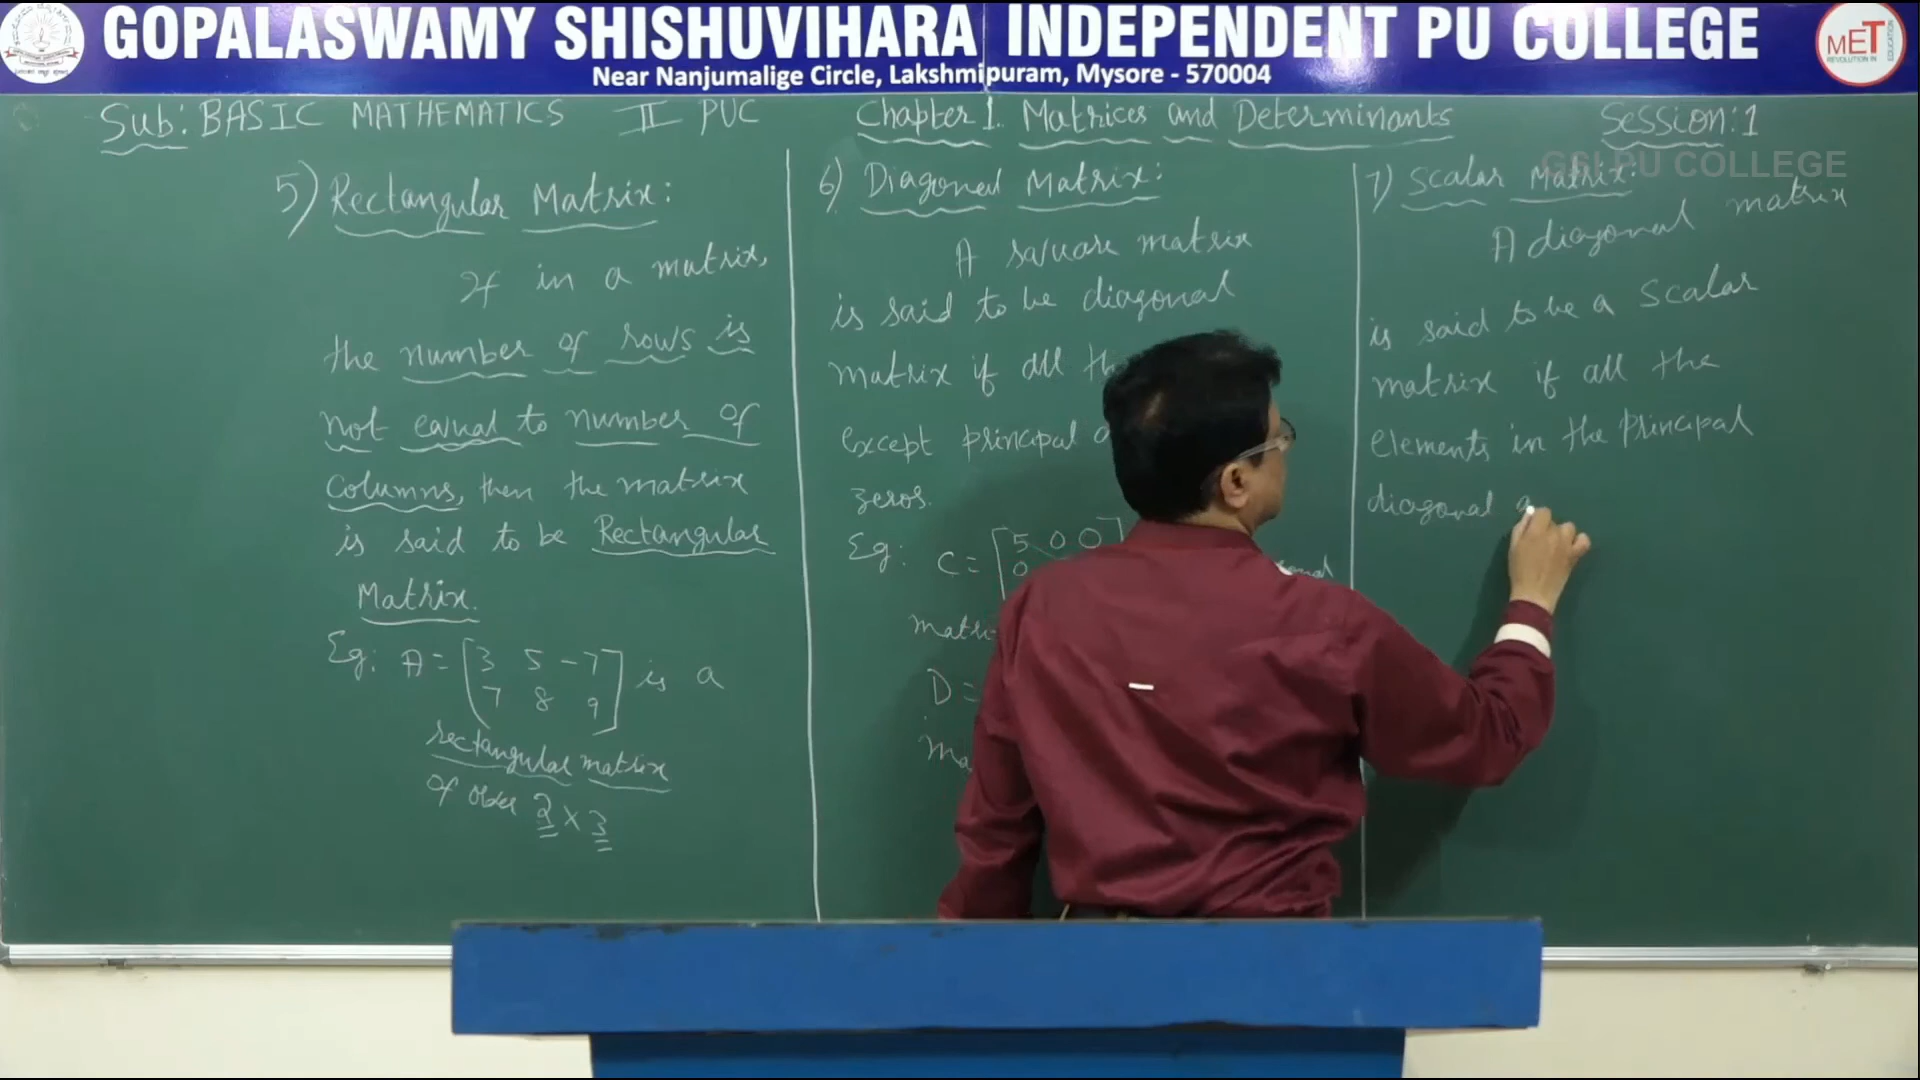 GOPALASWAMY SHISHUVIHARA INDEPENDENT PU COLLEGE
Near Nanjumalige Circle, Lakshmipuram, Mysore - 570004
MET
REVOLUTION IN
EDUCATION
Sub: BASIC MATHEMATICS II PUC
Chapter 1. Matrices and Determinants
Session: 1
GSI PU COLLEGE
5) Rectangular Matrix:
If in a matrix,
the number of rows is
not equal to number of
columns, then the matrix
is said to be Rectangular
Matrix.
Eg: A = [3 5 -7
7 8 9] is a
rectangular matrix
of order 2 x 3
6) Diagonal Matrix:
A square matrix
is said to be diagonal
matrix if all
except principal
zeros.
Eg: C = [5 0 0]
0
D =
7) Scalar Matrix:
A diagonal matrix
is said to be a scalar
matrix if all the
elements in the principal
diagonal